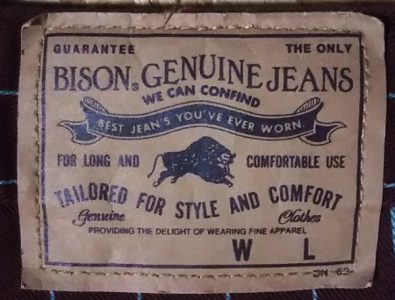 GUARANTEE THE ONLY
BISON® GENUINE JEANS
WE CAN CONFIND
BEST JEAN'S YOU'VE EVER WORN.
FOR LONG AND COMFORTABLE USE
TAILORED FOR STYLE AND COMFORT
Genuine Clothes
PROVIDING THE DELIGHT OF WEARING FINE APPAREL
W L